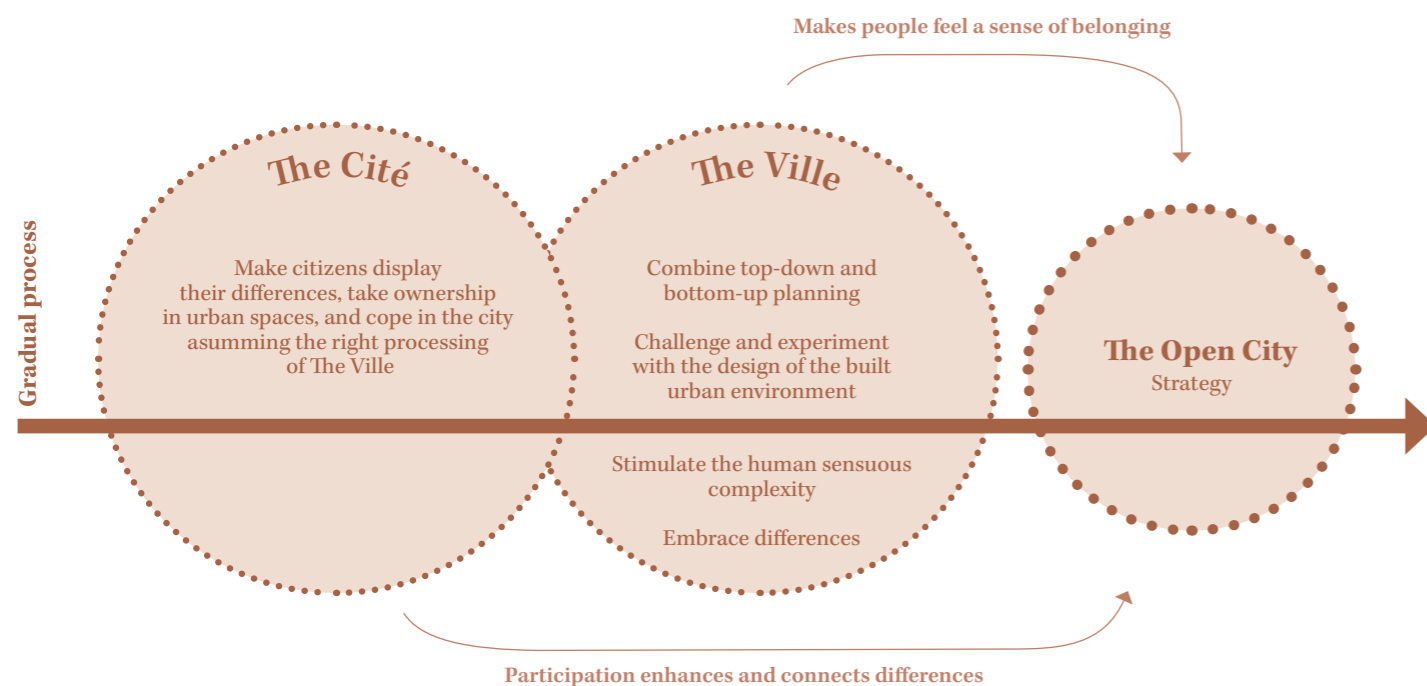 Makes people feel a sense of belonging
Gradual process
The Cité
Make citizens display
their differences, take ownership
in urban spaces, and cope in the city
asumming the right processing
of The Ville
The Ville
Combine top-down and
bottom-up planning
Challenge and experiment
with the design of the built
urban environment
Stimulate the human sensuous
complexity
Embrace differences
The Open City
Strategy
Participation enhances and connects differences